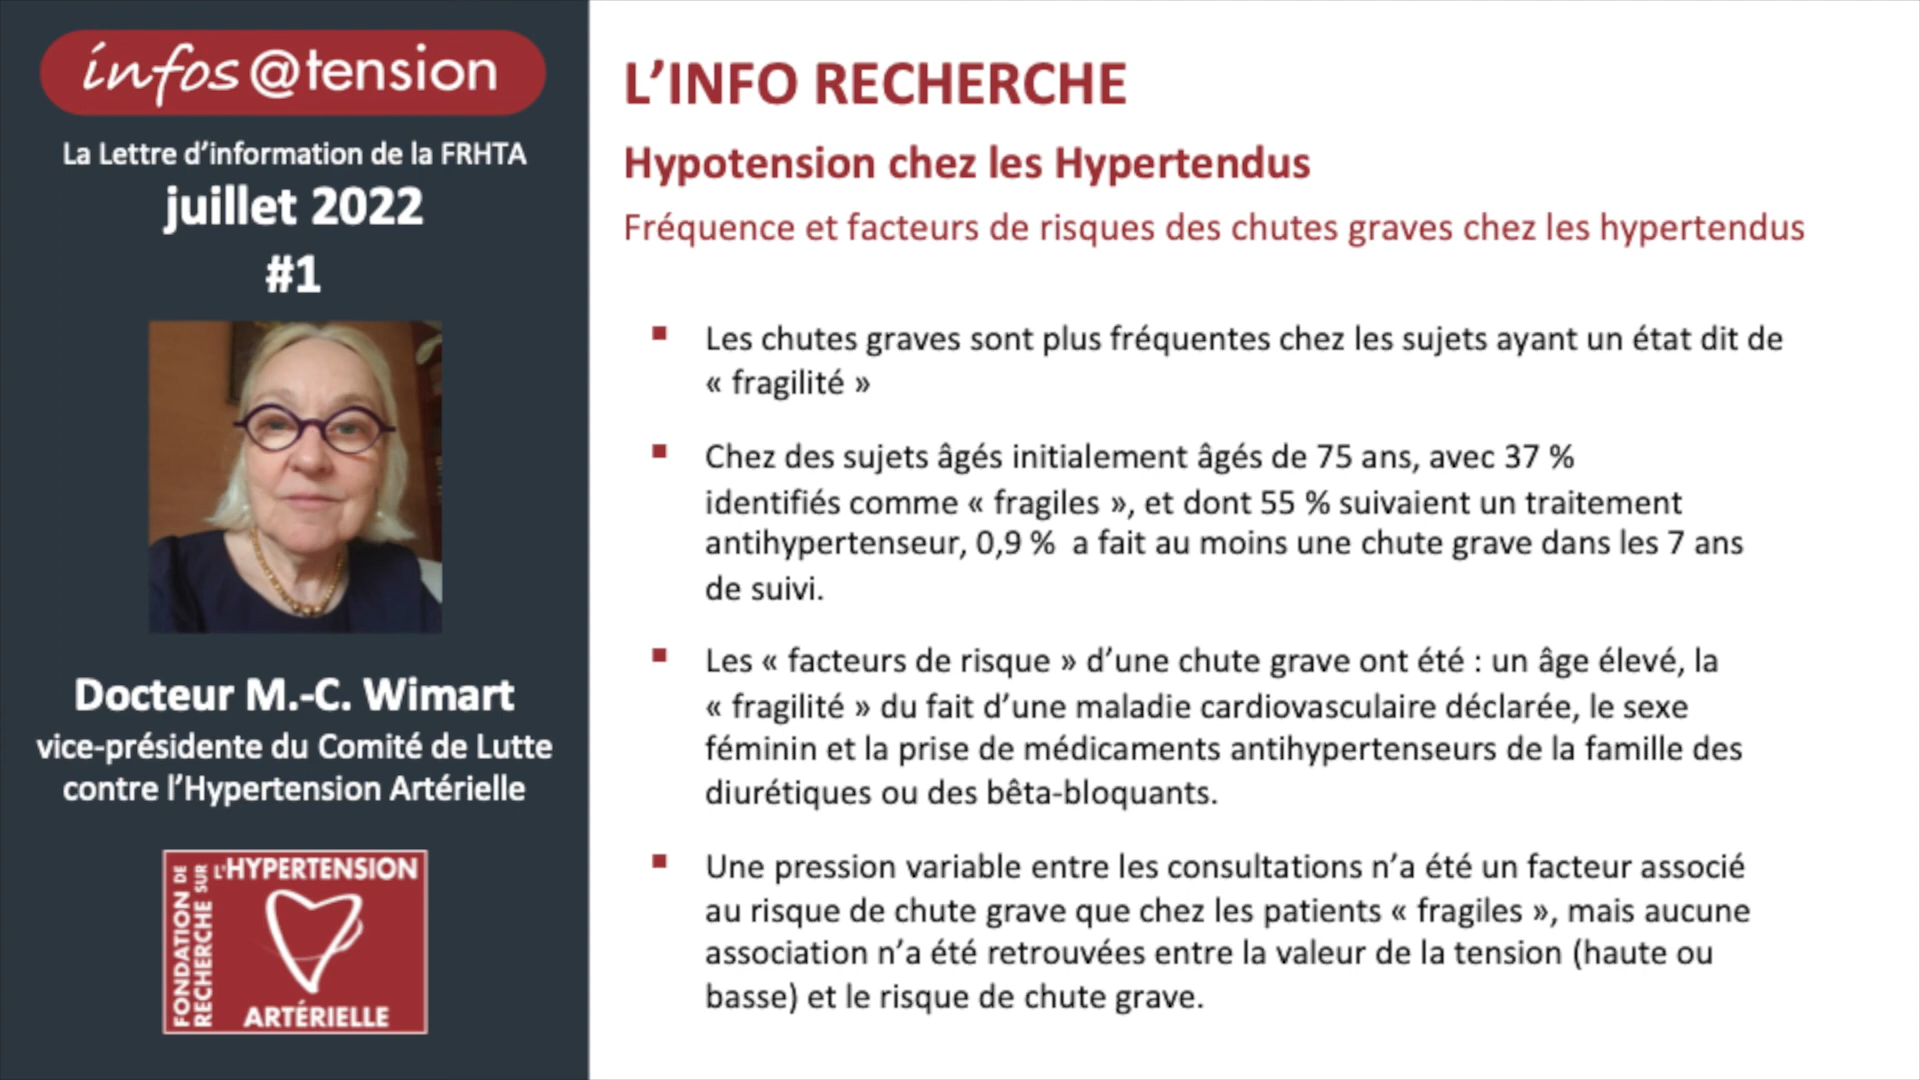 infos@tension
La Lettre d’information de la FRHTA
juillet 2022
#1
Docteur M.-C. Wimart
vice-présidente du Comité de Lutte
contre l’Hypertension Artérielle
FONDATION DE
RECHERCHE SUR
L'HYPERTENSION
ARTÉRIELLE
L’INFO RECHERCHE
Hypotension chez les Hypertendus
Fréquence et facteurs de risques des chutes graves chez les hypertendus
▪ Les chutes graves sont plus fréquentes chez les sujets ayant un état dit de
« fragilité »
▪ Chez des sujets âgés initialement âgés de 75 ans, avec 37 %
identifiés comme « fragiles », et dont 55 % suivaient un traitement
antihypertenseur, 0,9 % a fait au moins une chute grave dans les 7 ans
de suivi.
▪ Les « facteurs de risque » d’une chute grave ont été : un âge élevé, la
« fragilité » du fait d’une maladie cardiovasculaire déclarée, le sexe
féminin et la prise de médicaments antihypertenseurs de la famille des
diurétiques ou des bêta-bloquants.
▪ Une pression variable entre les consultations n’a été un facteur associé
au risque de chute grave que chez les patients « fragiles », mais aucune
association n’a été retrouvées entre la valeur de la tension (haute ou
basse) et le risque de chute grave.